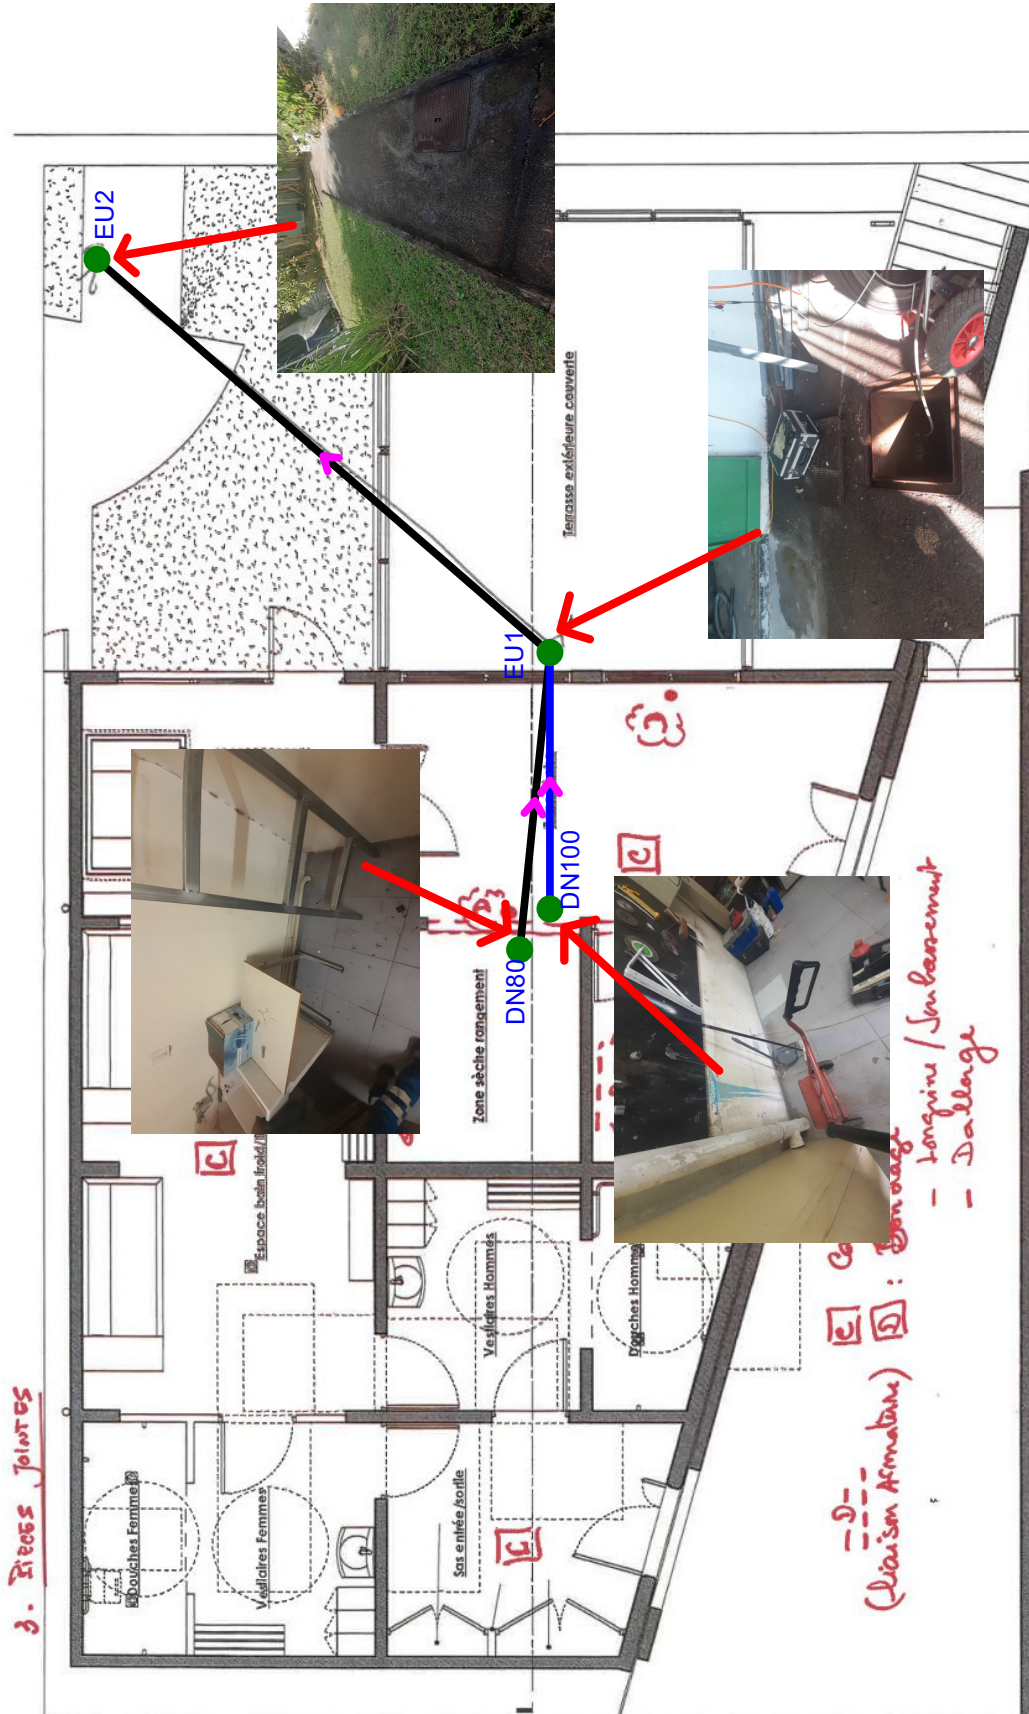 3. PIECES JOINTES
EU2
Terrasse extérieure couverte
EU1
DN100
DN80
D3
C
C
C
C
Zone sèche rangement
Espace bain froid/
Vestiaires Hommes
Douches Hommes
Douches Femmes
Vestiaires Femmes
Sas entrée/sortie
C
D :
- Longrine / Soubassement
- Dallage
- D -
(liaison Armature)